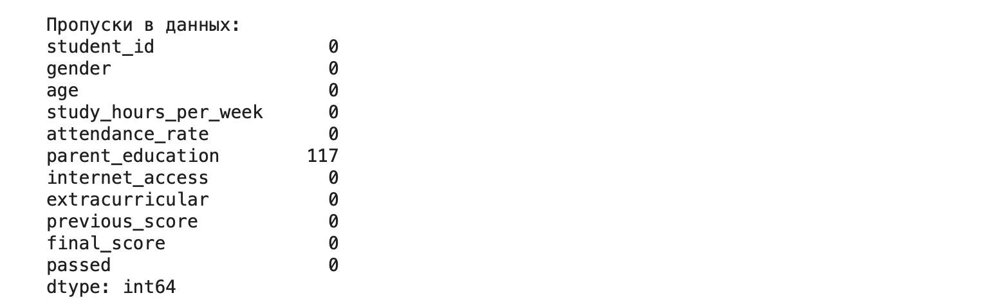 Пропуски в данных:
student_id 0
gender 0
age 0
study_hours_per_week 0
attendance_rate 0
parent_education 117
internet_access 0
extracurricular 0
previous_score 0
final_score 0
passed 0
dtype: int64